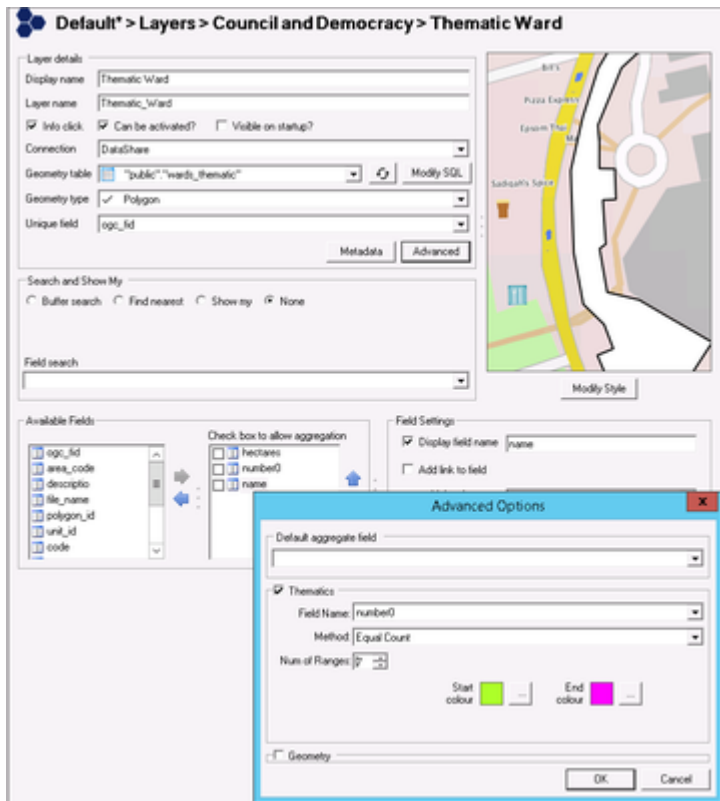 Default* > Layers > Council and Democracy > Thematic Ward
Layer details
Display name Thematic Ward
Layer name Thematic_Ward
Info click Can be activated? Visible on startup?
Connection DataShare
Geometry table "public"."wards_thematic" Modify SQL
Geometry type Polygon
Unique field ogc_fid
Metadata Advanced
Search and Show My
Buffer search Find nearest Show my None
Field search
Bill's
Pizza Express
Epsom Thai
Sadiqah's Spice
Modify Style
Available Fields
ogc_fid
area_code
descriptio
file_name
polygon_id
unit_id
code
Check box to allow aggregation
hectares
number0
name
Field Settings
Display field name name
Add link to field
Advanced Options
X
Default aggregate field
Thematics
Field Name: number0
Method: Equal Count
Num of Ranges:
Start colour ...
End colour ...
Geometry
OK Cancel